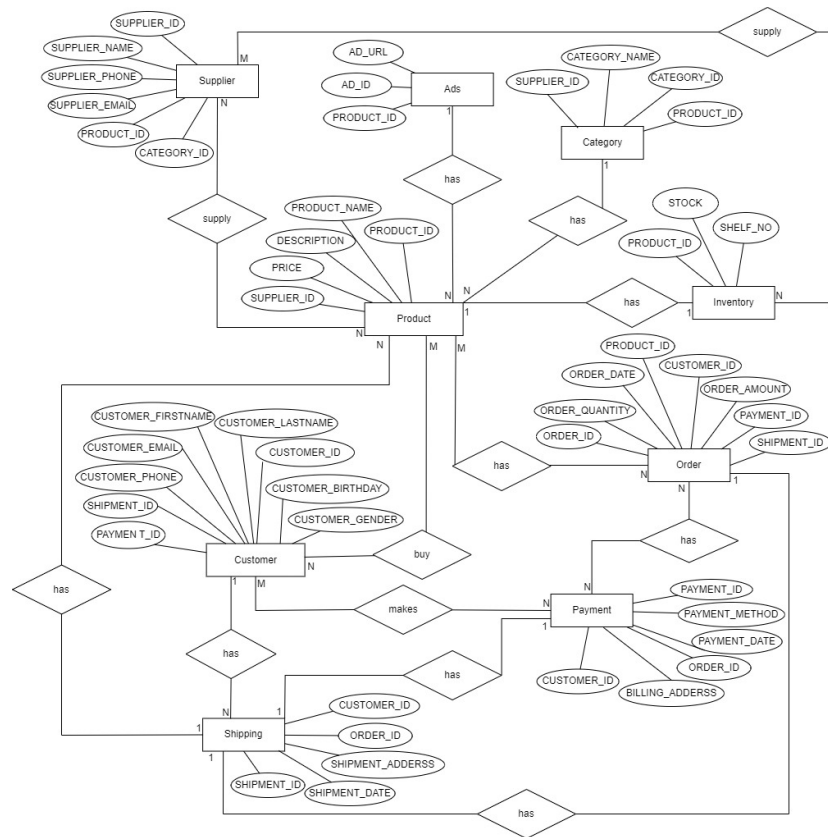 SUPPLIER_ID
supply
SUPPLIER_NAME
M
AD_URL
CATEGORY_NAME
SUPPLIER_PHONE
Supplier
AD_ID
Ads
SUPPLIER_ID
CATEGORY_ID
SUPPLIER_EMAIL
N
PRODUCT_ID
1
PRODUCT_ID
PRODUCT_ID
CATEGORY_ID
Category
1
has
STOCK
PRODUCT_NAME
supply
has
SHELF_NO
PRODUCT_ID
DESCRIPTION
PRODUCT_ID
PRICE
SUPPLIER_ID
N
N
N
Product
1
has
1
Inventory
N
N
M
M
PRODUCT_ID
CUSTOMER_ID
ORDER_DATE
ORDER_AMOUNT
CUSTOMER_FIRSTNAME
CUSTOMER_LASTNAME
ORDER_QUANTITY
PAYMENT_ID
ORDER_ID
SHIPMENT_ID
CUSTOMER_EMAIL
CUSTOMER_ID
has
Order
N
N
1
CUSTOMER_PHONE
CUSTOMER_BIRTHDAY
SHIPMENT_ID
CUSTOMER_GENDER
PAYMEN T_ID
Customer
N
buy
has
1
M
N
PAYMENT_ID
has
makes
N
Payment
PAYMENT_METHOD
1
PAYMENT_DATE
has
has
ORDER_ID
CUSTOMER_ID
BILLING_ADDERSS
N
1
CUSTOMER_ID
1
Shipping
ORDER_ID
1
SHIPMENT_ADDERSS
SHIPMENT_ID
SHIPMENT_DATE
has